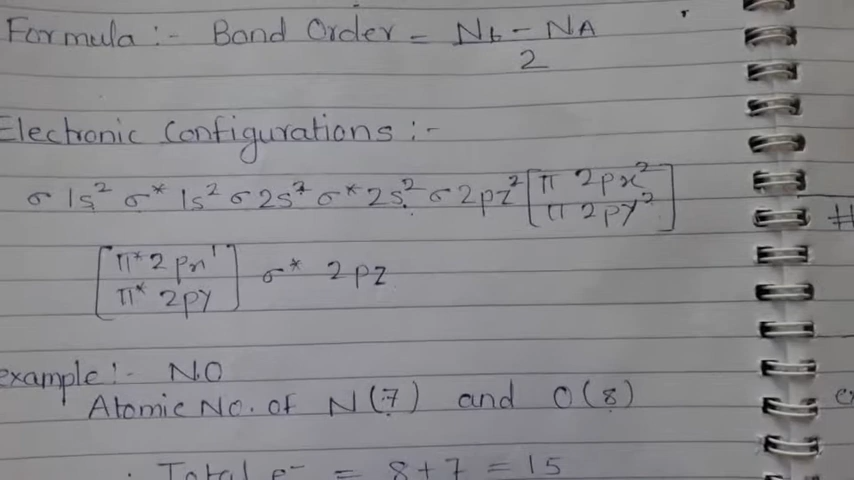 Formula :- Bond Order = Nb - NA / 2
Electronic Configurations :-
σ 1s² σ* 1s² σ 2s² σ* 2s² σ 2pz² [π 2px² π 2py²]
[π* 2px¹ π* 2py] σ* 2pz
example :- N.O
Atomic No. of N (7) and O (8)
Total e⁻ = 8 + 7 = 15